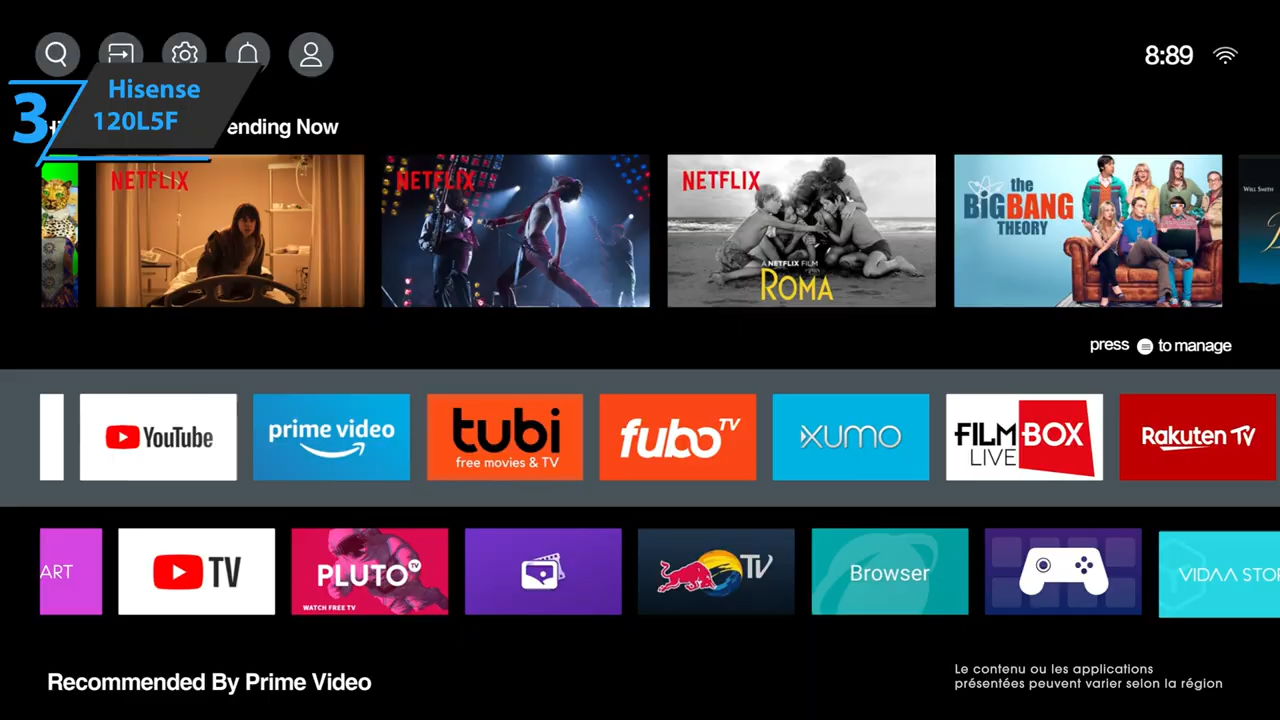 8:89
3
Hisense
120L5F
ending Now
NETFLIX
NETFLIX
NETFLIX
A NETFLIX FILM
ROMA
the
BiGBANG
THEORY
WILL SMITH
press to manage
YouTube
prime video
tubi
free movies & TV
fubo TV
XUMO
FILM BOX
LIVE
Rakuten TV
ART
TV
PLUTO TV
WATCH FREE TV
TV
Browser
VIDAA STOR
Recommended By Prime Video
Le contenu ou les applications
présentées peuvent varier selon la région